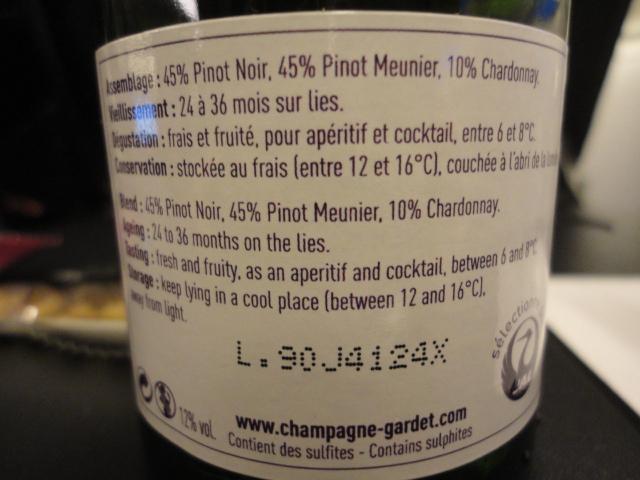 Assemblage : 45% Pinot Noir, 45% Pinot Meunier, 10% Chardonnay.
Vieillissement : 24 à 36 mois sur lies.
Dégustation : frais et fruité, pour apéritif et cocktail, entre 6 et 8°C.
Conservation : stockée au frais (entre 12 et 16°C), couchée à l'abri de la
Blend : 45% Pinot Noir, 45% Pinot Meunier, 10% Chardonnay.
Ageing : 24 to 36 months on the lies.
Tasting : fresh and fruity, as an aperitif and cocktail, between 6 and 8°C.
Storage : keep lying in a cool place (between 12 and 16°C),
away from light.
L.90J4124X
sélection
12% vol.
www.champagne-gardet.com
Contient des sulfites - Contains sulphites